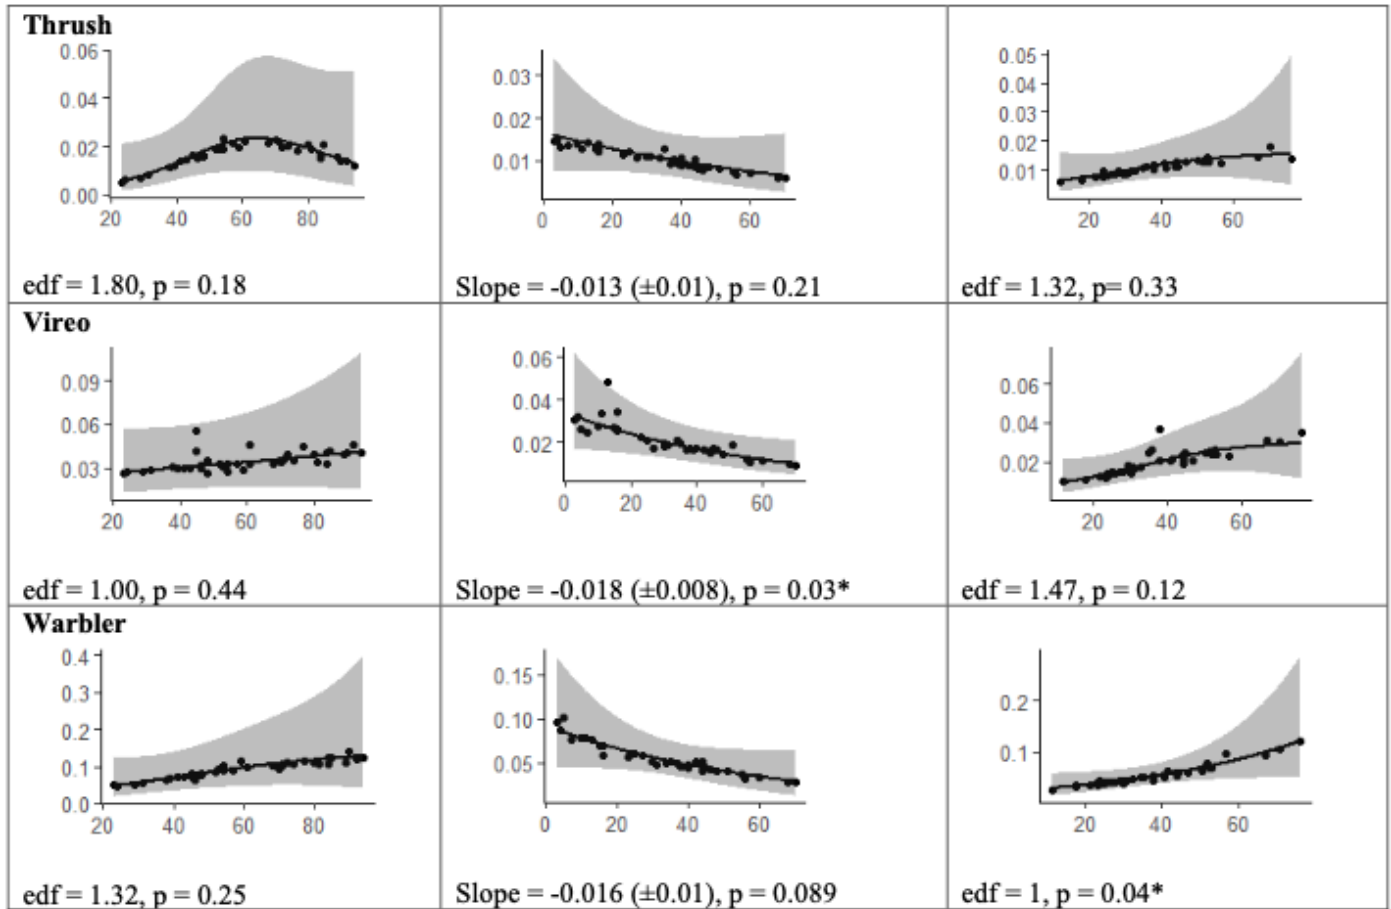 Thrush
0.06
0.04
0.02
0.00
20 40 60 80
edf = 1.80, p = 0.18
0.03
0.02
0.01
0 20 40 60
Slope = -0.013 (±0.01), p = 0.21
0.05
0.04
0.03
0.02
0.01
20 40 60
edf = 1.32, p= 0.33
Vireo
0.09
0.06
0.03
20 40 60 80
edf = 1.00, p = 0.44
0.06
0.04
0.02
0 20 40 60
Slope = -0.018 (±0.008), p = 0.03*
0.06
0.04
0.02
20 40 60
edf = 1.47, p = 0.12
Warbler
0.4
0.3
0.2
0.1
0.0
20 40 60 80
edf = 1.32, p = 0.25
0.15
0.10
0.05
0 20 40 60
Slope = -0.016 (±0.01), p = 0.089
0.2
0.1
20 40 60
edf = 1, p = 0.04*